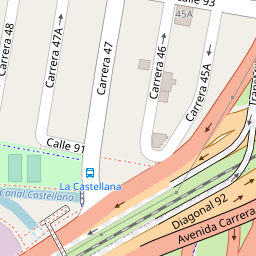 Calle 93
45A
Carrera 47A
Carrera 47
Carrera 46
Carrera 48
Carrera 45A
Calle 91
La Castellana
Canal Castellana
Diagonal 92
Avenida Carrera